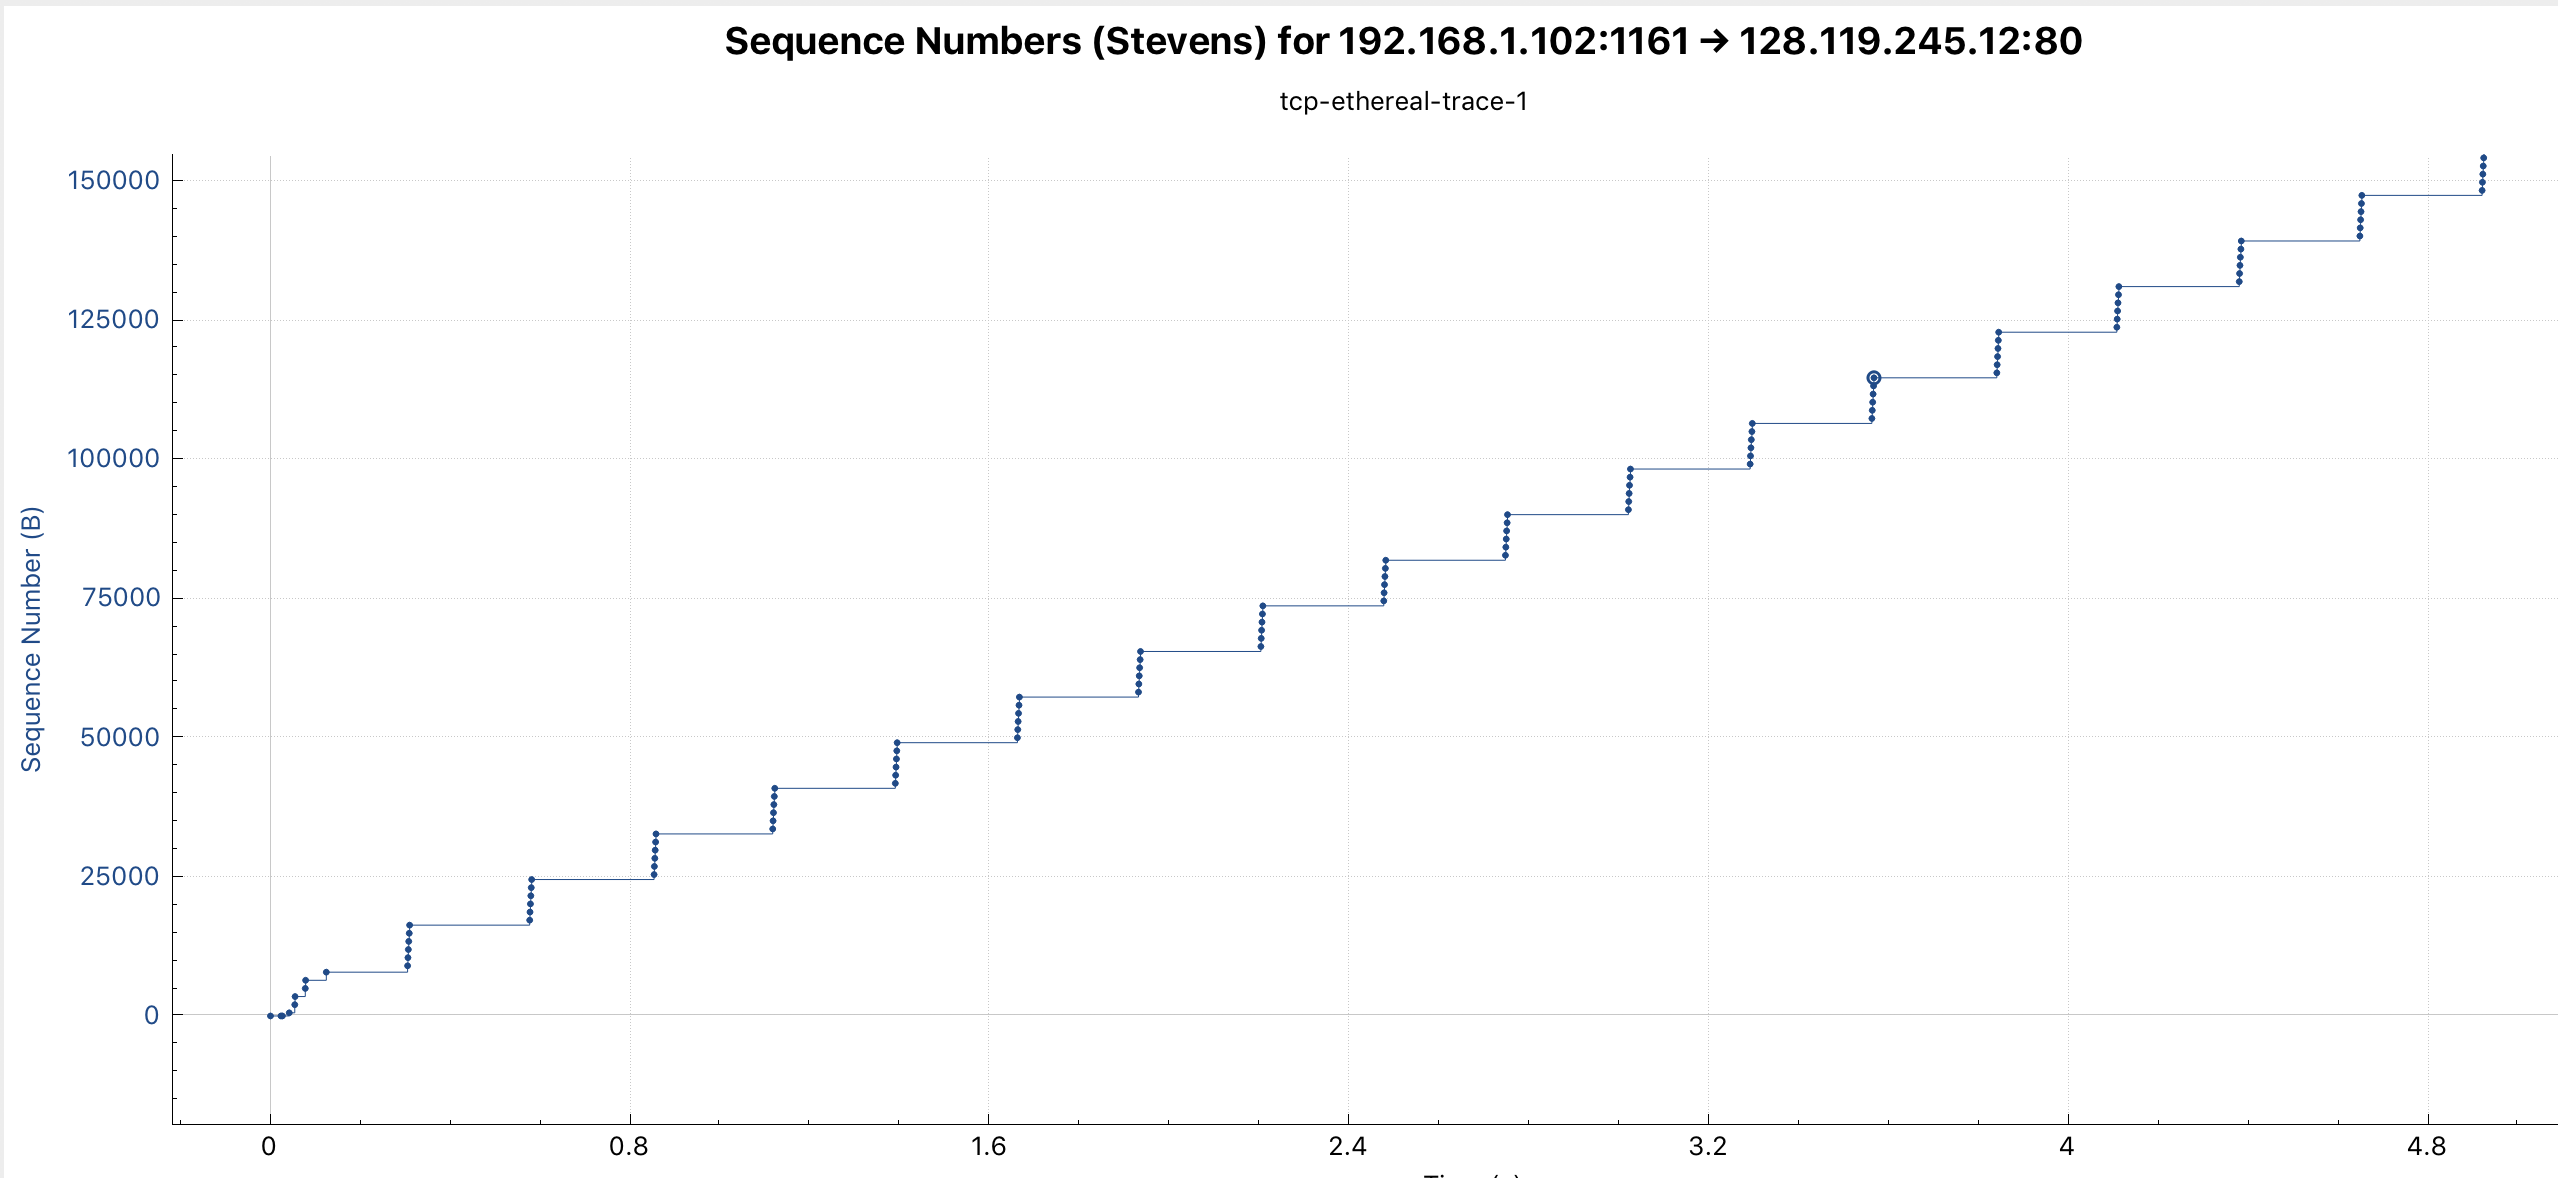 Sequence Numbers (Stevens) for 192.168.1.102:1161 → 128.119.245.12:80
tcp-ethereal-trace-1
Sequence Number (B)
150000
125000
100000
75000
50000
25000
0
0 0.8 1.6 2.4 3.2 4 4.8